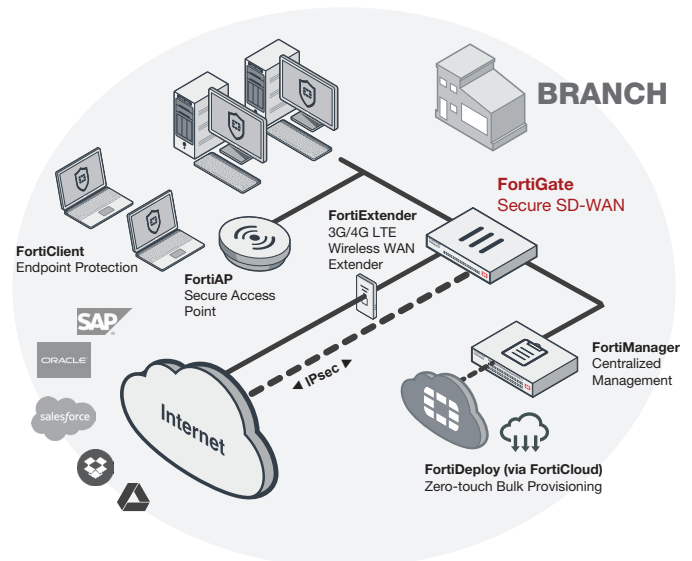 BRANCH
FortiGate
Secure SD-WAN
FortiExtender
3G/4G LTE
Wireless WAN
Extender
FortiClient
Endpoint Protection
FortiAP
Secure Access
Point
SAP
ORACLE
salesforce
Internet
IPsec
FortiManager
Centralized
Management
FortiDeploy (via FortiCloud)
Zero-touch Bulk Provisioning